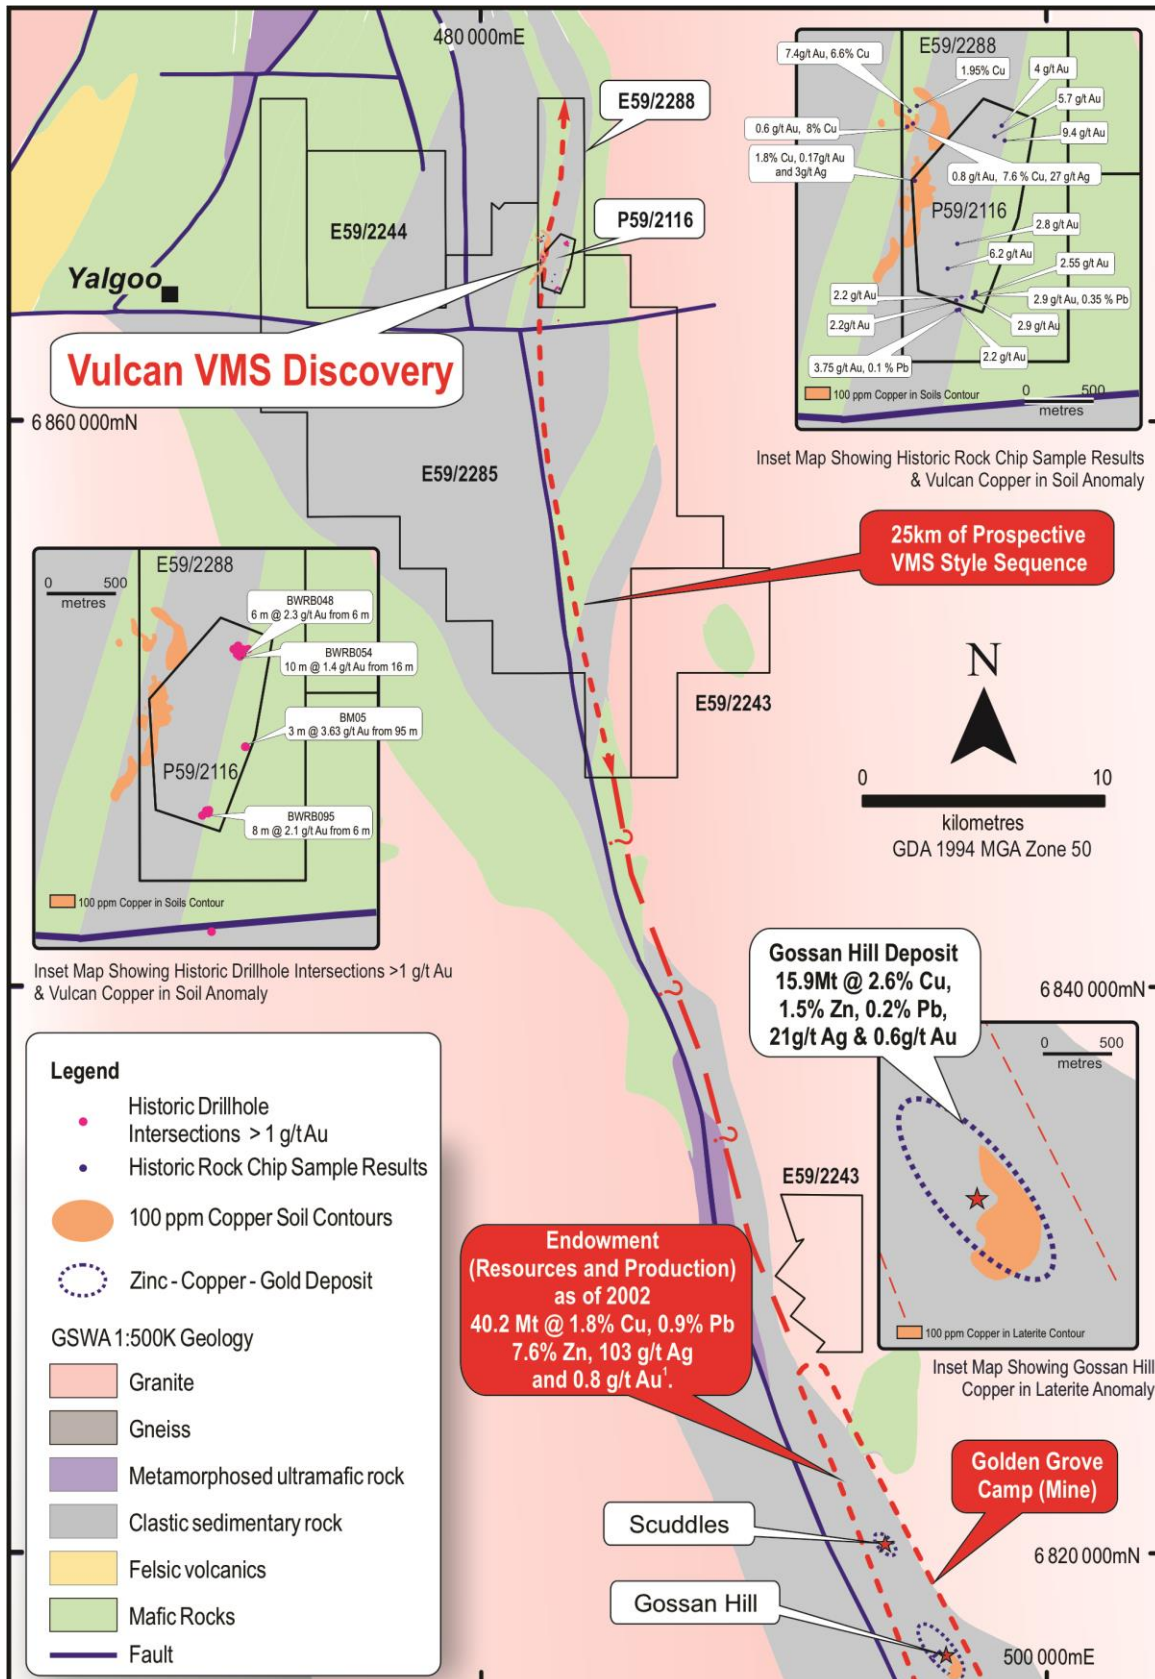 480 000mE
E59/2288
P59/2116
E59/2244
Yalgoo
Vulcan VMS Discovery
6 860 000mN
E59/2285
25km of Prospective
VMS Style Sequence
E59/2243
E59/2288
7.4g/t Au, 6.6% Cu
1.95% Cu
4 g/t Au
5.7 g/t Au
0.6 g/t Au, 8% Cu
9.4 g/t Au
1.8% Cu, 0.17g/t Au
and 3g/t Ag
0.8 g/t Au, 7.6 % Cu, 27 g/t Ag
P59/2116
2.8 g/t Au
6.2 g/t Au
2.55 g/t Au
2.2 g/t Au
2.9 g/t Au, 0.35 % Pb
2.2g/t Au
2.9 g/t Au
3.75 g/t Au, 0.1 % Pb
2.2 g/t Au
0 500
metres
100 ppm Copper in Soils Contour
Inset Map Showing Historic Rock Chip Sample Results
& Vulcan Copper in Soil Anomaly
E59/2288
0 500
metres
BWRB048
6 m @ 2.3 g/t Au from 6 m
BWRB054
10 m @ 1.4 g/t Au from 16 m
BM05
3 m @ 3.63 g/t Au from 95 m
P59/2116
BWRB095
8 m @ 2.1 g/t Au from 6 m
100 ppm Copper in Soils Contour
Inset Map Showing Historic Drillhole Intersections >1 g/t Au
& Vulcan Copper in Soil Anomaly
N
0 10
kilometres
GDA 1994 MGA Zone 50
?
?
?
Gossan Hill Deposit
15.9Mt @ 2.6% Cu,
1.5% Zn, 0.2% Pb,
21g/t Ag & 0.6g/t Au
6 840 000mN
0 500
metres
100 ppm Copper in Laterite Contour
Inset Map Showing Gossan Hill
Copper in Laterite Anomaly
E59/2243
Endowment
(Resources and Production)
as of 2002
40.2 Mt @ 1.8% Cu, 0.9% Pb
7.6% Zn, 103 g/t Ag
and 0.8 g/t Au¹.
Golden Grove
Camp (Mine)
Scuddles
6 820 000mN
Gossan Hill
500 000mE
Legend
Historic Drillhole
Intersections > 1 g/t Au
Historic Rock Chip Sample Results
100 ppm Copper Soil Contours
Zinc - Copper - Gold Deposit
GSWA 1:500K Geology
Granite
Gneiss
Metamorphosed ultramafic rock
Clastic sedimentary rock
Felsic volcanics
Mafic Rocks
Fault